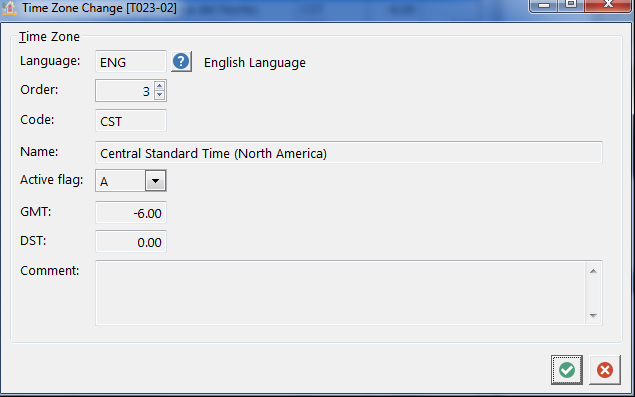 Time Zone Change [T023-02]
Time Zone
Language: ENG ? English Language
Order: 3
Code: CST
Name: Central Standard Time (North America)
Active flag: A
GMT: -6.00
DST: 0.00
Comment: